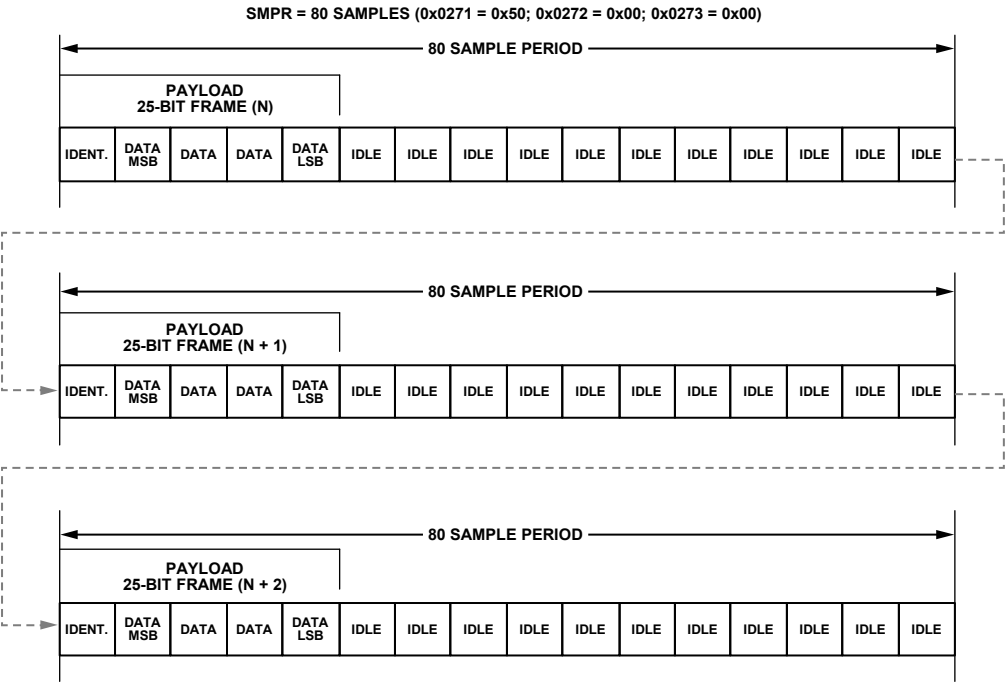 SMPR = 80 SAMPLES (0x0271 = 0x50; 0x0272 = 0x00; 0x0273 = 0x00)
80 SAMPLE PERIOD
PAYLOAD
25-BIT FRAME (N)
IDENT. DATA MSB DATA DATA DATA LSB IDLE IDLE IDLE IDLE IDLE IDLE IDLE IDLE IDLE IDLE IDLE
80 SAMPLE PERIOD
PAYLOAD
25-BIT FRAME (N + 1)
IDENT. DATA MSB DATA DATA DATA LSB IDLE IDLE IDLE IDLE IDLE IDLE IDLE IDLE IDLE IDLE IDLE
80 SAMPLE PERIOD
PAYLOAD
25-BIT FRAME (N + 2)
IDENT. DATA MSB DATA DATA DATA LSB IDLE IDLE IDLE IDLE IDLE IDLE IDLE IDLE IDLE IDLE IDLE